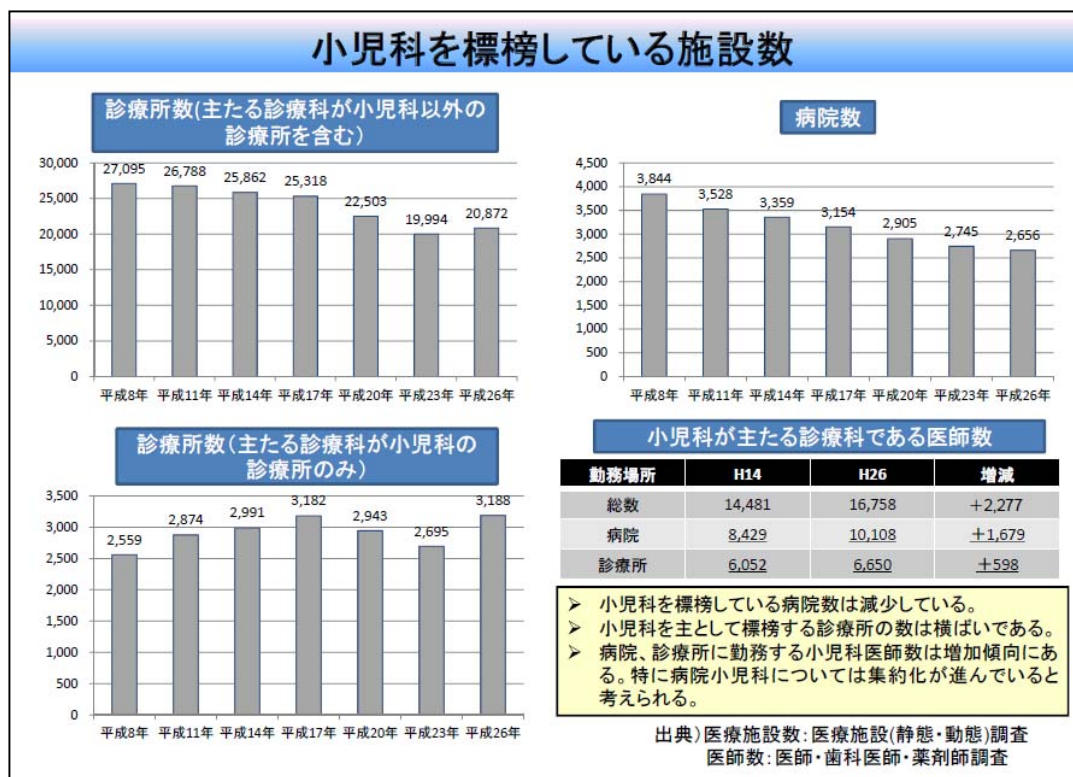 小児科を標榜している施設数
診療所数(主たる診療科が小児科以外の
診療所を含む)
30,000
25,000
20,000
15,000
10,000
5,000
0
27,095
26,788
25,862
25,318
22,503
19,994
20,872
平成8年 平成11年 平成14年 平成17年 平成20年 平成23年 平成26年
病院数
4,500
4,000
3,500
3,000
2,500
2,000
1,500
1,000
500
0
3,844
3,528
3,359
3,154
2,905
2,745
2,656
平成8年 平成11年 平成14年 平成17年 平成20年 平成23年 平成26年
診療所数(主たる診療科が小児科の
診療所のみ)
3,500
3,000
2,500
2,000
1,500
1,000
500
0
2,559
2,874
2,991
3,182
2,943
2,695
3,188
平成8年 平成11年 平成14年 平成17年 平成20年 平成23年 平成26年
小児科が主たる診療科である医師数
勤務場所 H14 H26 増減
総数 14,481 16,758 +2,277
病院 8,429 10,108 +1,679
診療所 6,052 6,650 +598
➢ 小児科を標榜している病院数は減少している。
➢ 小児科を主として標榜する診療所の数は横ばいである。
➢ 病院、診療所に勤務する小児科医師数は増加傾向にあ
る。特に病院小児科については集約化が進んでいると
考えられる。
出典)医療施設数:医療施設(静態・動態)調査
医師数:医師・歯科医師・薬剤師調査